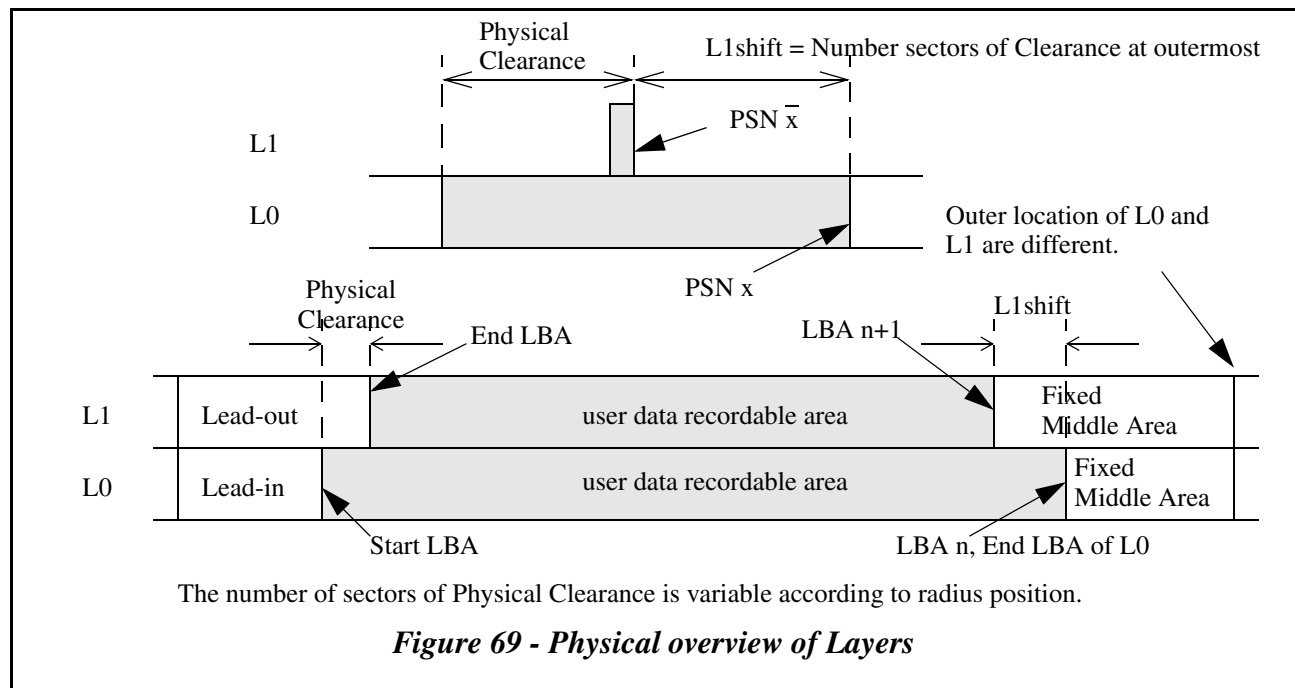 Physical
Clearance
L1shift = Number sectors of Clearance at outermost
PSN x̅
L1
L0
Outer location of L0 and
L1 are different.
PSN x
Physical
Clearance
End LBA
LBA n+1
L1shift
L1
Lead-out
user data recordable area
Fixed
Middle Area
L0
Lead-in
user data recordable area
Fixed
Middle Area
Start LBA
LBA n, End LBA of L0
The number of sectors of Physical Clearance is variable according to radius position.
Figure 69 - Physical overview of Layers